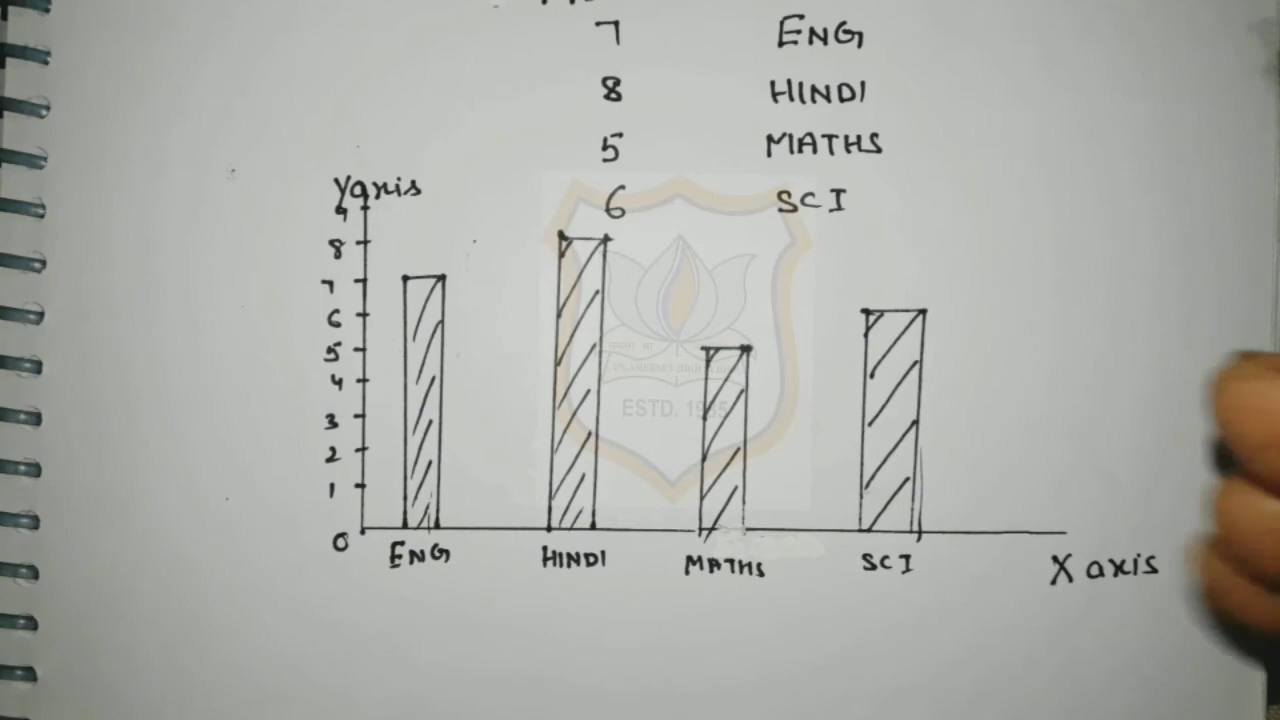 7 ENG
8 HINDI
5 MATHS
6 SCI
Yaxis
9
8
7
6
5
4
3
2
1
0
ENG HINDI MATHS SCI
X axis
ESTD. 1965